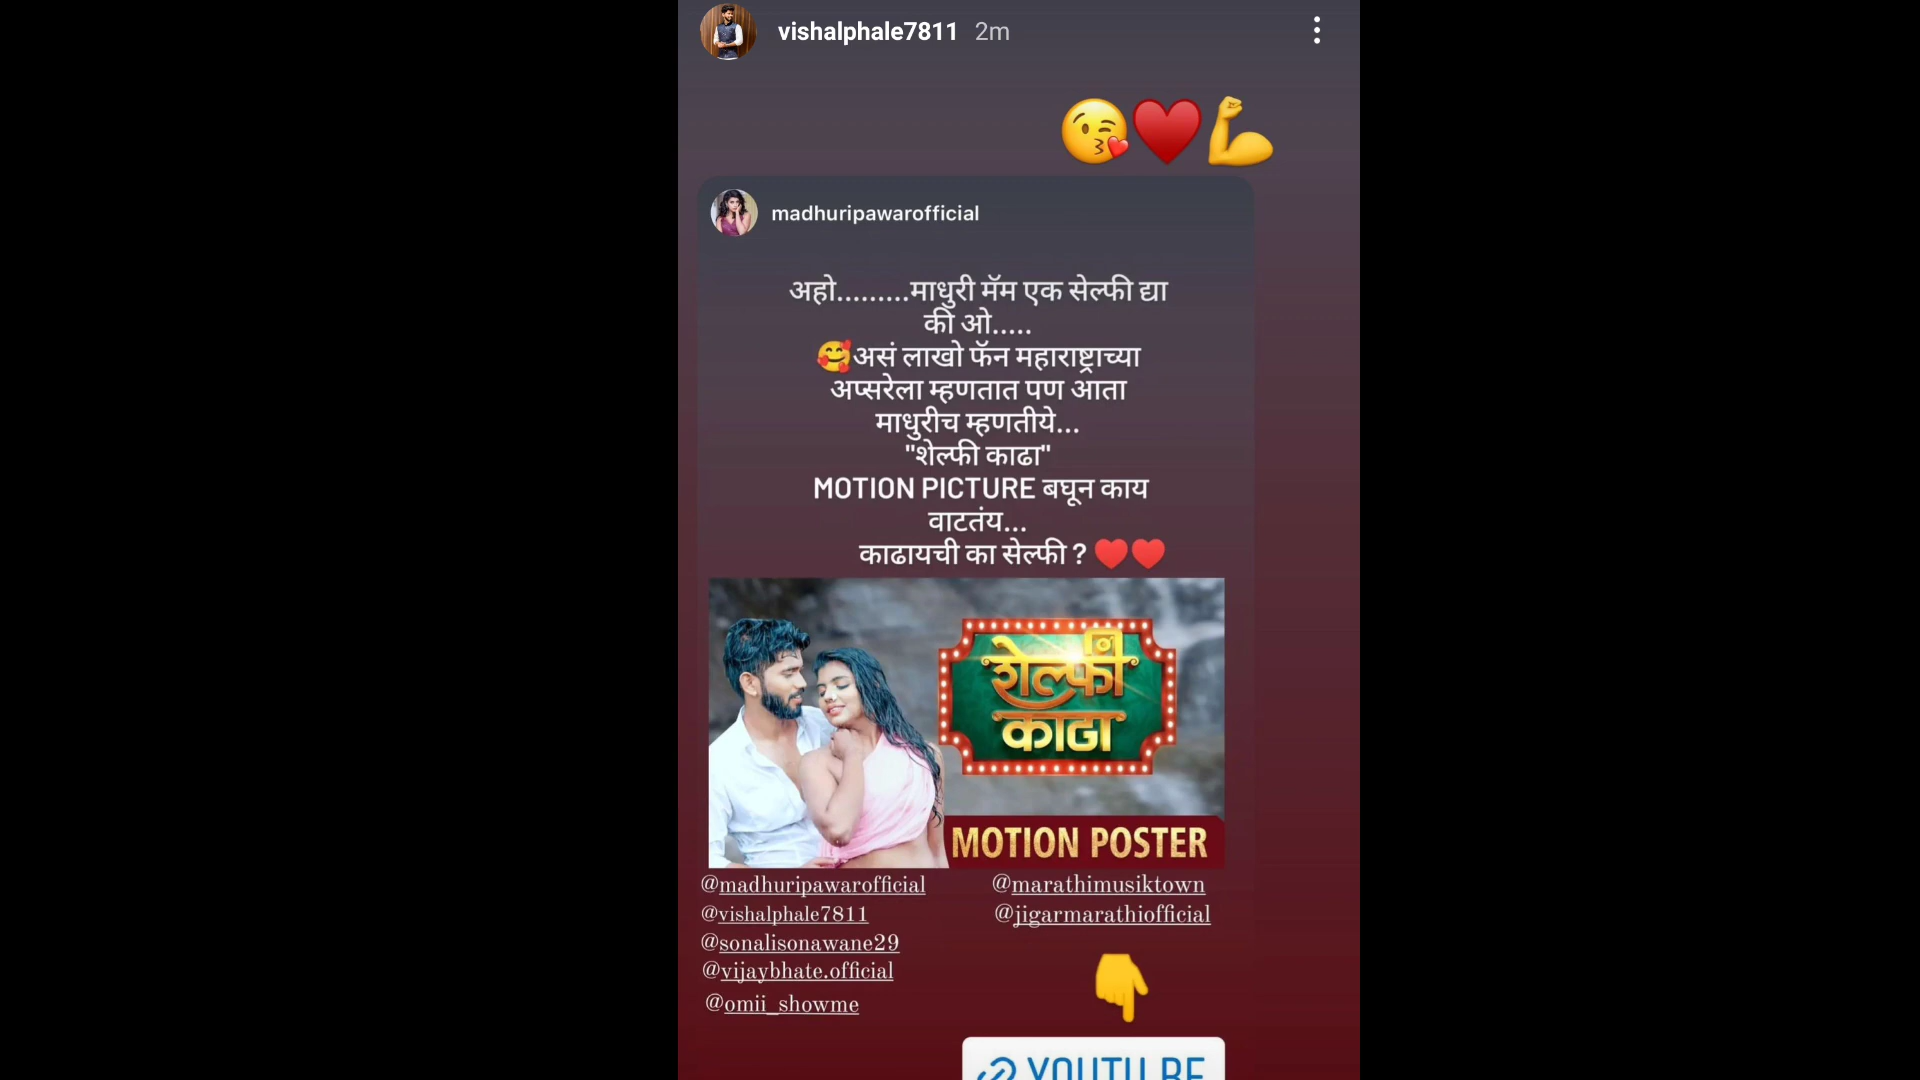 vishalphale7811 2m
madhuripawarofficial
अहो.........माधुरी मॅम एक सेल्फी द्या
की ओ.....
असं लाखो फॅन महाराष्ट्राच्या
अप्सरेला म्हणतात पण आता
माधुरीच म्हणतीये...
"शेल्फी काढा"
MOTION PICTURE बघून काय
वाटतंय...
काढायची का सेल्फी ?
शेल्फी
काढा
MOTION POSTER
@madhuripawarofficial @marathimusiktown
@vishalphale7811 @jigarmarathiofficial
@sonalisonawane29
@vijaybhate.official
@omii_showme
YOUTUBE